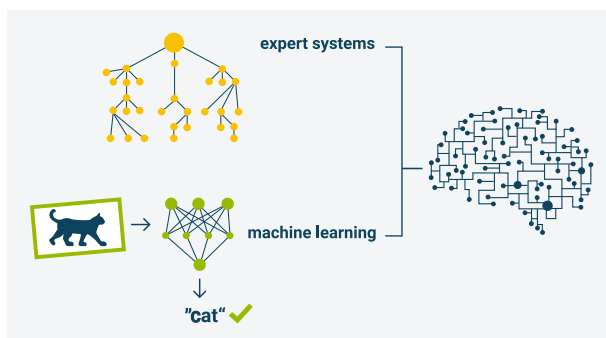 expert systems
machine learning
”cat“